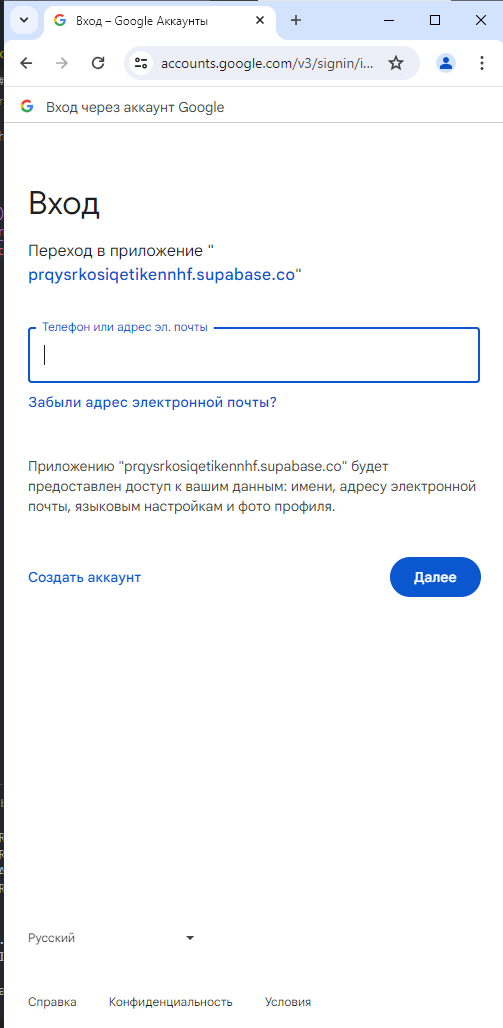 Вход – Google Аккаунты
accounts.google.com/v3/signin/i...
Вход через аккаунт Google
Вход
Переход в приложение "
prqysrkosiqetikennhf.supabase.co"
Телефон или адрес эл. почты
Забыли адрес электронной почты?
Приложению "prqysrkosiqetikennhf.supabase.co" будет
предоставлен доступ к вашим данным: имени, адресу электронной
почты, языковым настройкам и фото профиля.
Создать аккаунт
Далее
Русский
Справка
Конфиденциальность
Условия